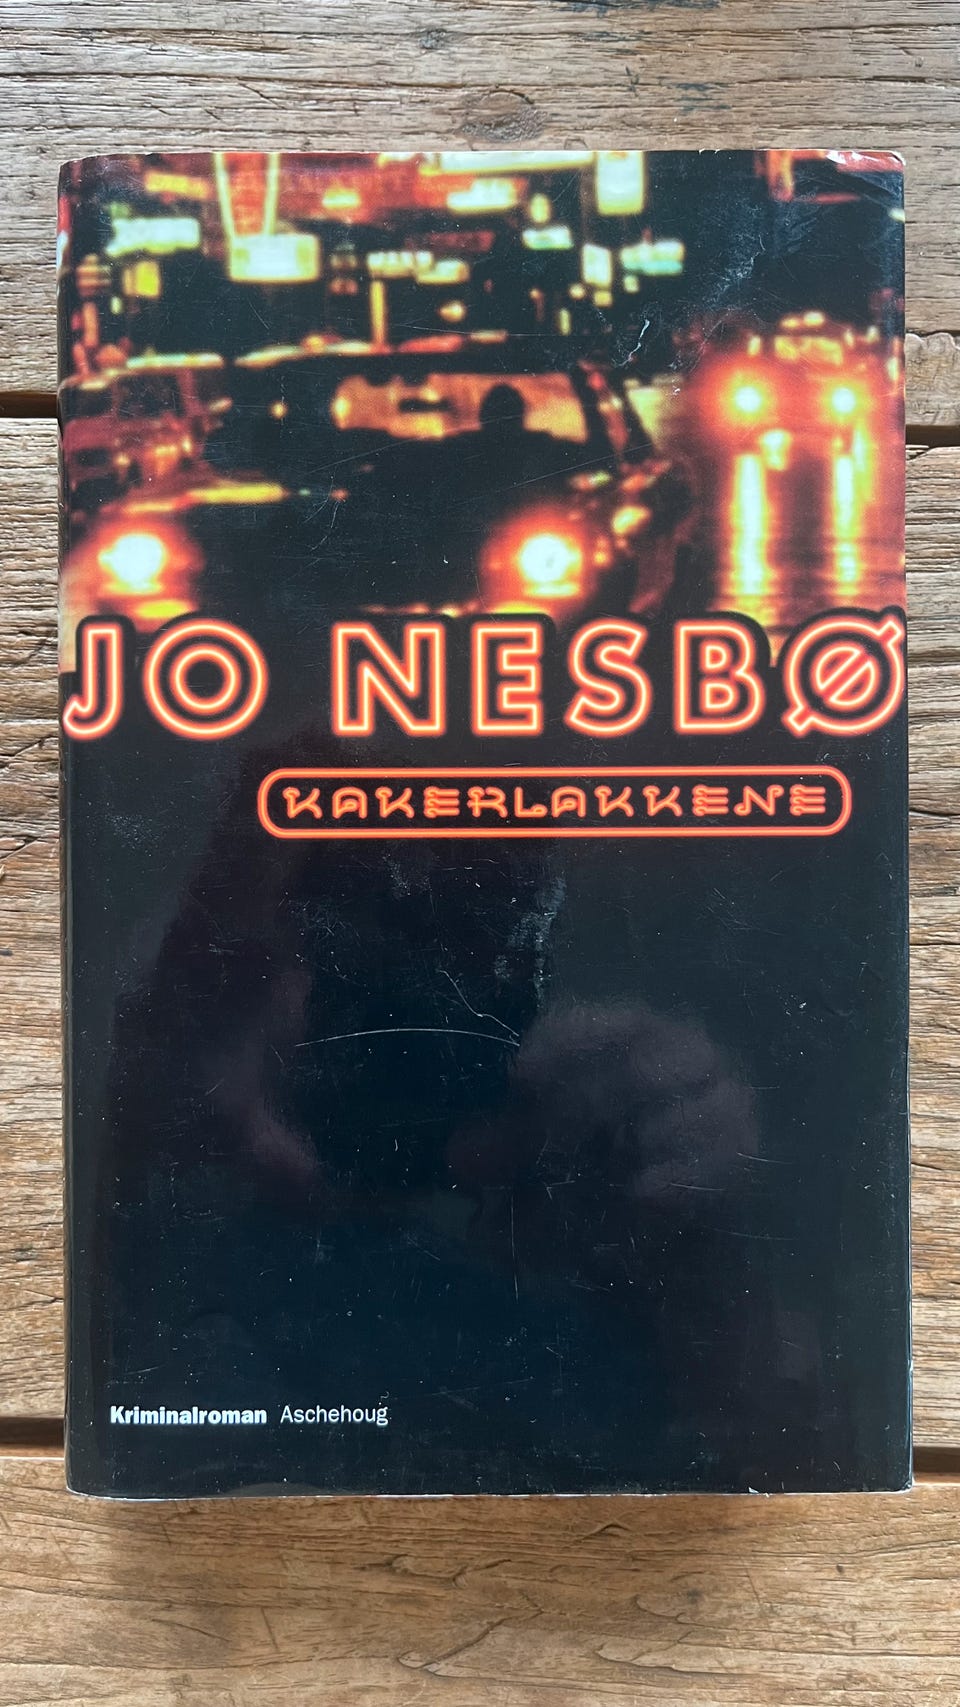 JO NESBØ
KAKERLAKKENE
Kriminalroman Aschehoug